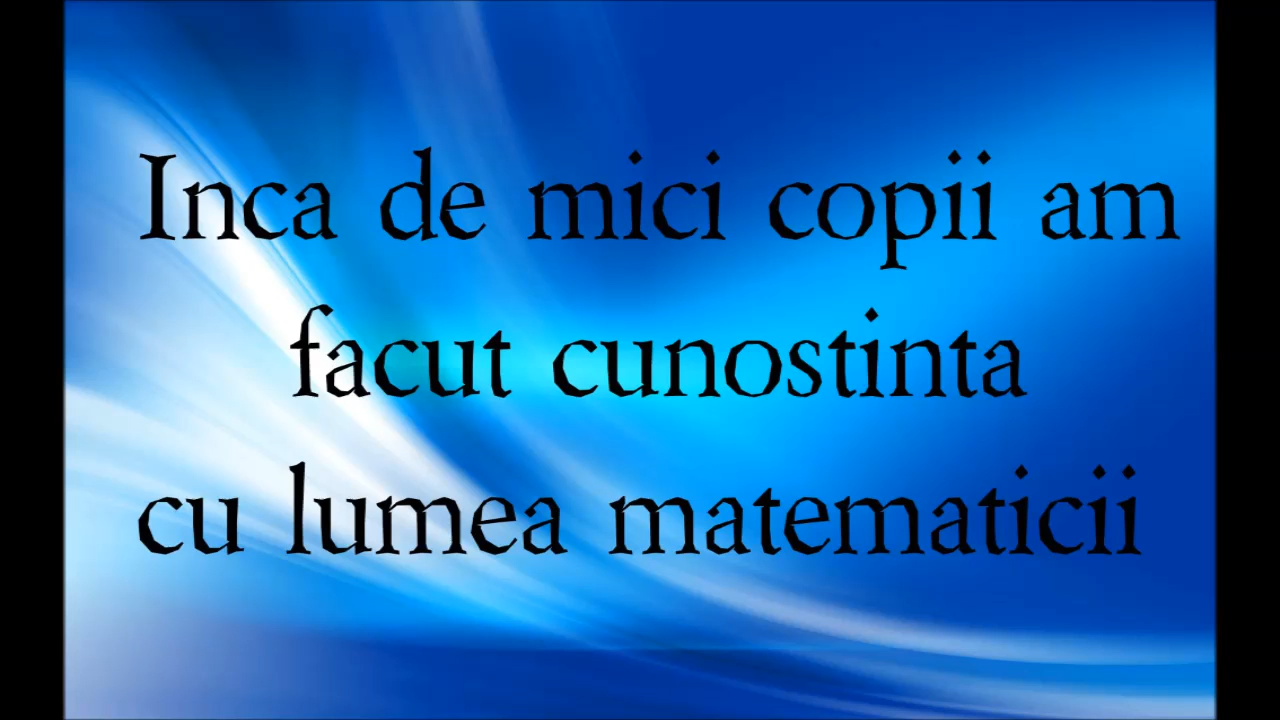 Inca de mici copii am
facut cunostinta
cu lumea matematicii